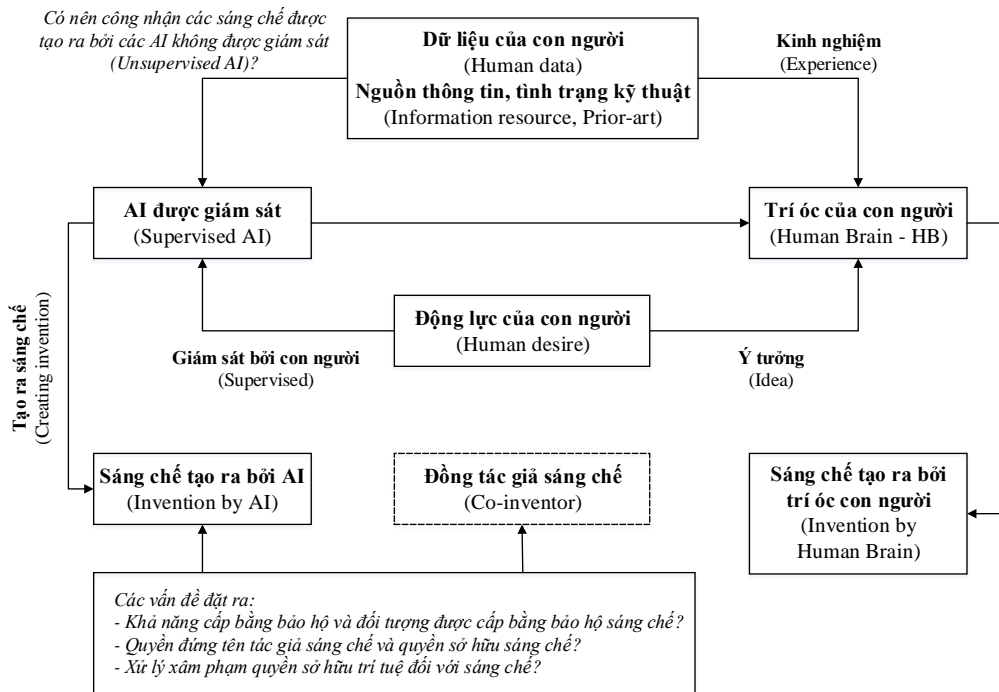 Có nên công nhận các sáng chế được
tạo ra bởi các AI không được giám sát
(Unsupervised AI)?
Dữ liệu của con người
(Human data)
Nguồn thông tin, tình trạng kỹ thuật
(Information resource, Prior-art)
Kinh nghiệm
(Experience)
AI được giám sát
(Supervised AI)
Trí óc của con người
(Human Brain - HB)
Động lực của con người
(Human desire)
Giám sát bởi con người
(Supervised)
Ý tưởng
(Idea)
Tạo ra sáng chế
(Creating invention)
Sáng chế tạo ra bởi AI
(Invention by AI)
Đồng tác giả sáng chế
(Co-inventor)
Sáng chế tạo ra bởi
trí óc con người
(Invention by
Human Brain)
Các vấn đề đặt ra:
- Khả năng cấp bằng bảo hộ và đối tượng được cấp bằng bảo hộ sáng chế?
- Quyền đứng tên tác giả sáng chế và quyền sở hữu sáng chế?
- Xử lý xâm phạm quyền sở hữu trí tuệ đối với sáng chế?